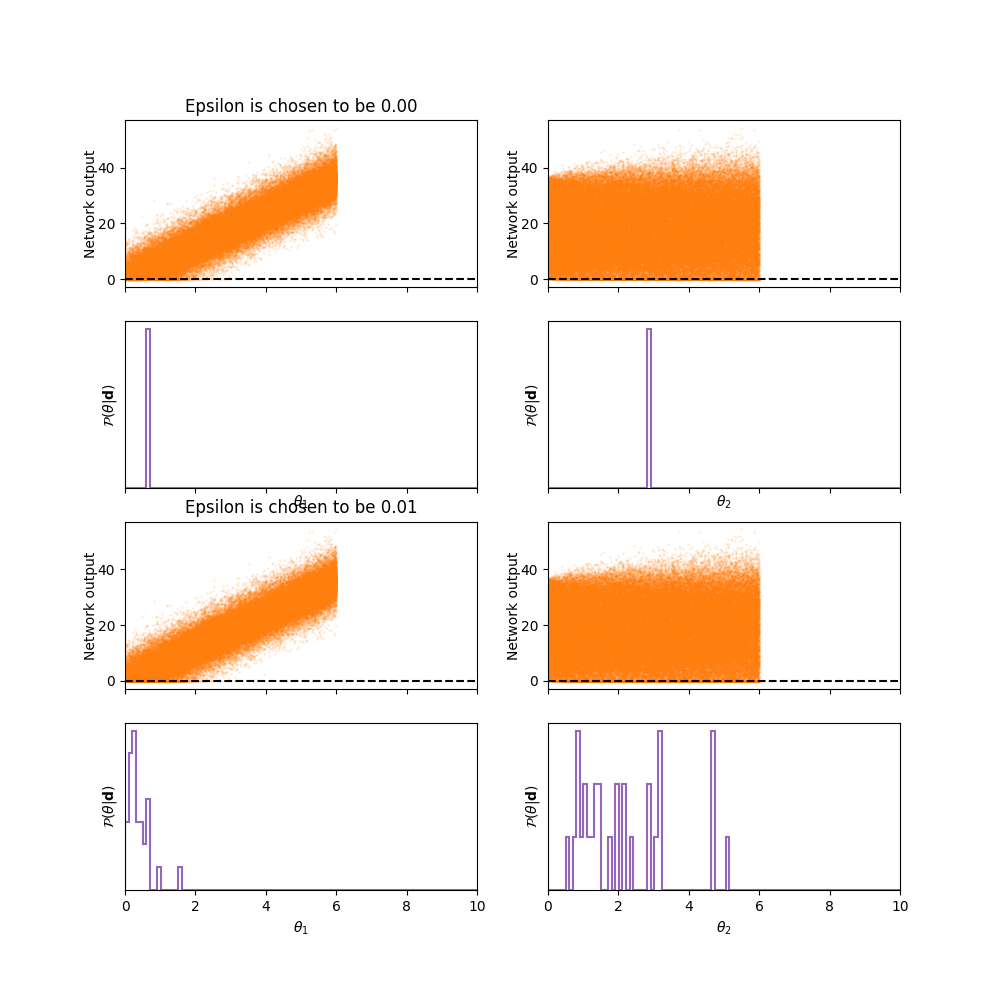 Epsilon is chosen to be 0.00
Network output
40
20
0
Network output
40
20
0
𝒫(θ|𝐝)
θ₁
𝒫(θ|𝐝)
θ₂
Epsilon is chosen to be 0.01
Network output
40
20
0
Network output
40
20
0
𝒫(θ|𝐝)
0 2 4 6 8 10
θ₁
𝒫(θ|𝐝)
0 2 4 6 8 10
θ₂